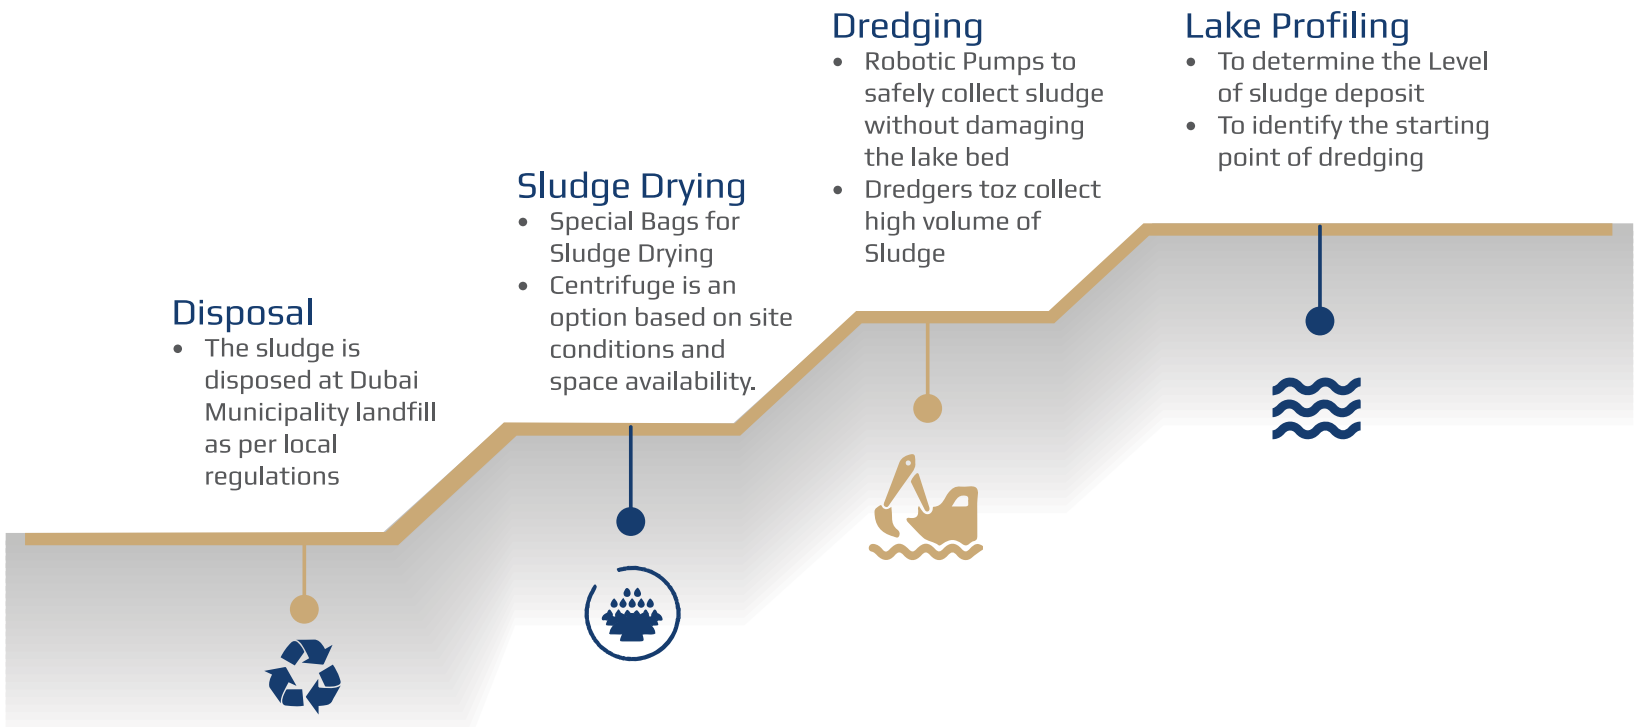 Disposal
• The sludge is
disposed at Dubai
Municipality landfill
as per local
regulations
Sludge Drying
• Special Bags for
Sludge Drying
• Centrifuge is an
option based on site
conditions and
space availability.
Dredging
• Robotic Pumps to
safely collect sludge
without damaging
the lake bed
• Dredgers toz collect
high volume of
Sludge
Lake Profiling
• To determine the Level
of sludge deposit
• To identify the starting
point of dredging